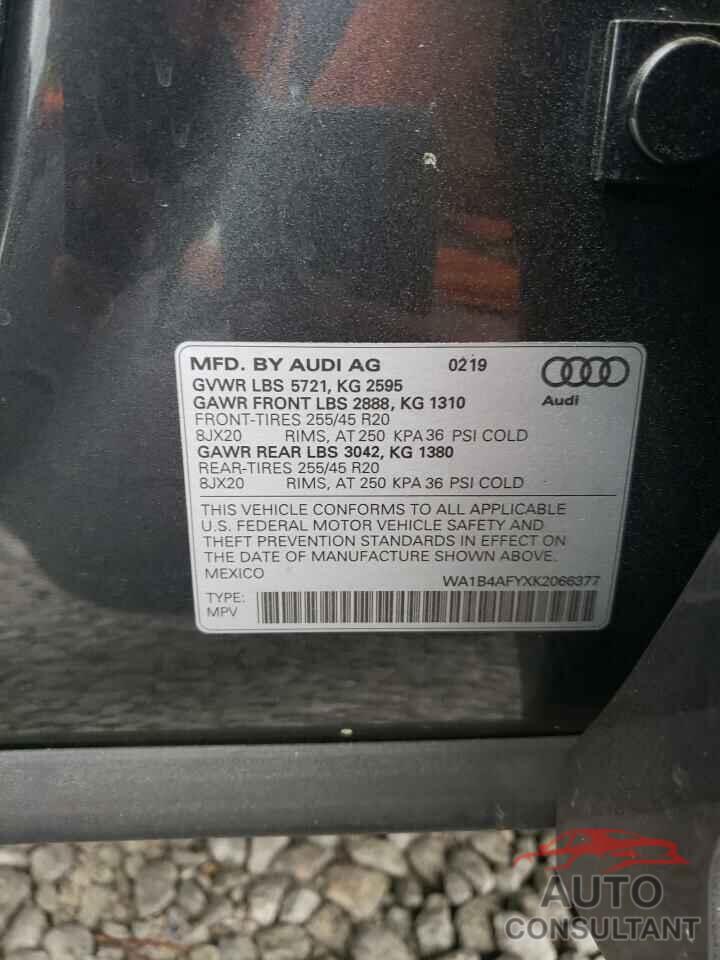 MFD. BY AUDI AG 0219
GVWR LBS 5721, KG 2595
GAWR FRONT LBS 2888, KG 1310
Audi
FRONT-TIRES 255/45 R20
8JX20 RIMS, AT 250 KPA 36 PSI COLD
GAWR REAR LBS 3042, KG 1380
REAR-TIRES 255/45 R20
8JX20 RIMS, AT 250 KPA 36 PSI COLD
THIS VEHICLE CONFORMS TO ALL APPLICABLE
U.S. FEDERAL MOTOR VEHICLE SAFETY AND
THEFT PREVENTION STANDARDS IN EFFECT ON
THE DATE OF MANUFACTURE SHOWN ABOVE.
MEXICO WA1B4AFYXK2066377
TYPE:
MPV
AUTO
CONSULTANT